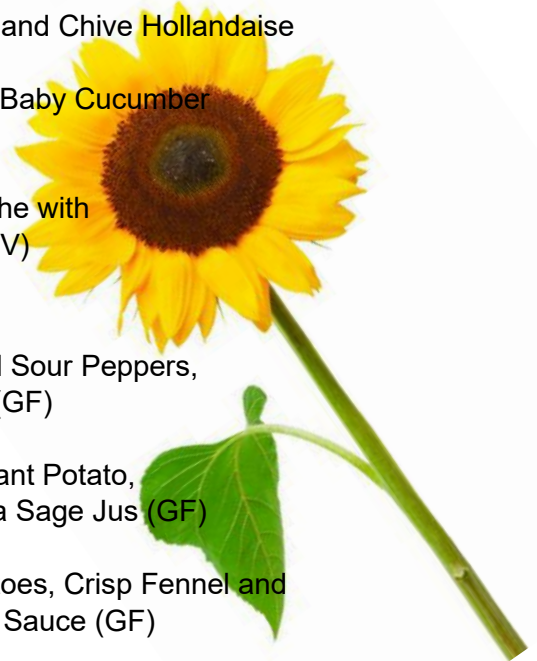 and Chive Hollandaise
Baby Cucumber
he with
V)
l Sour Peppers,
(GF)
ant Potato,
a Sage Jus (GF)
oes, Crisp Fennel and
Sauce (GF)